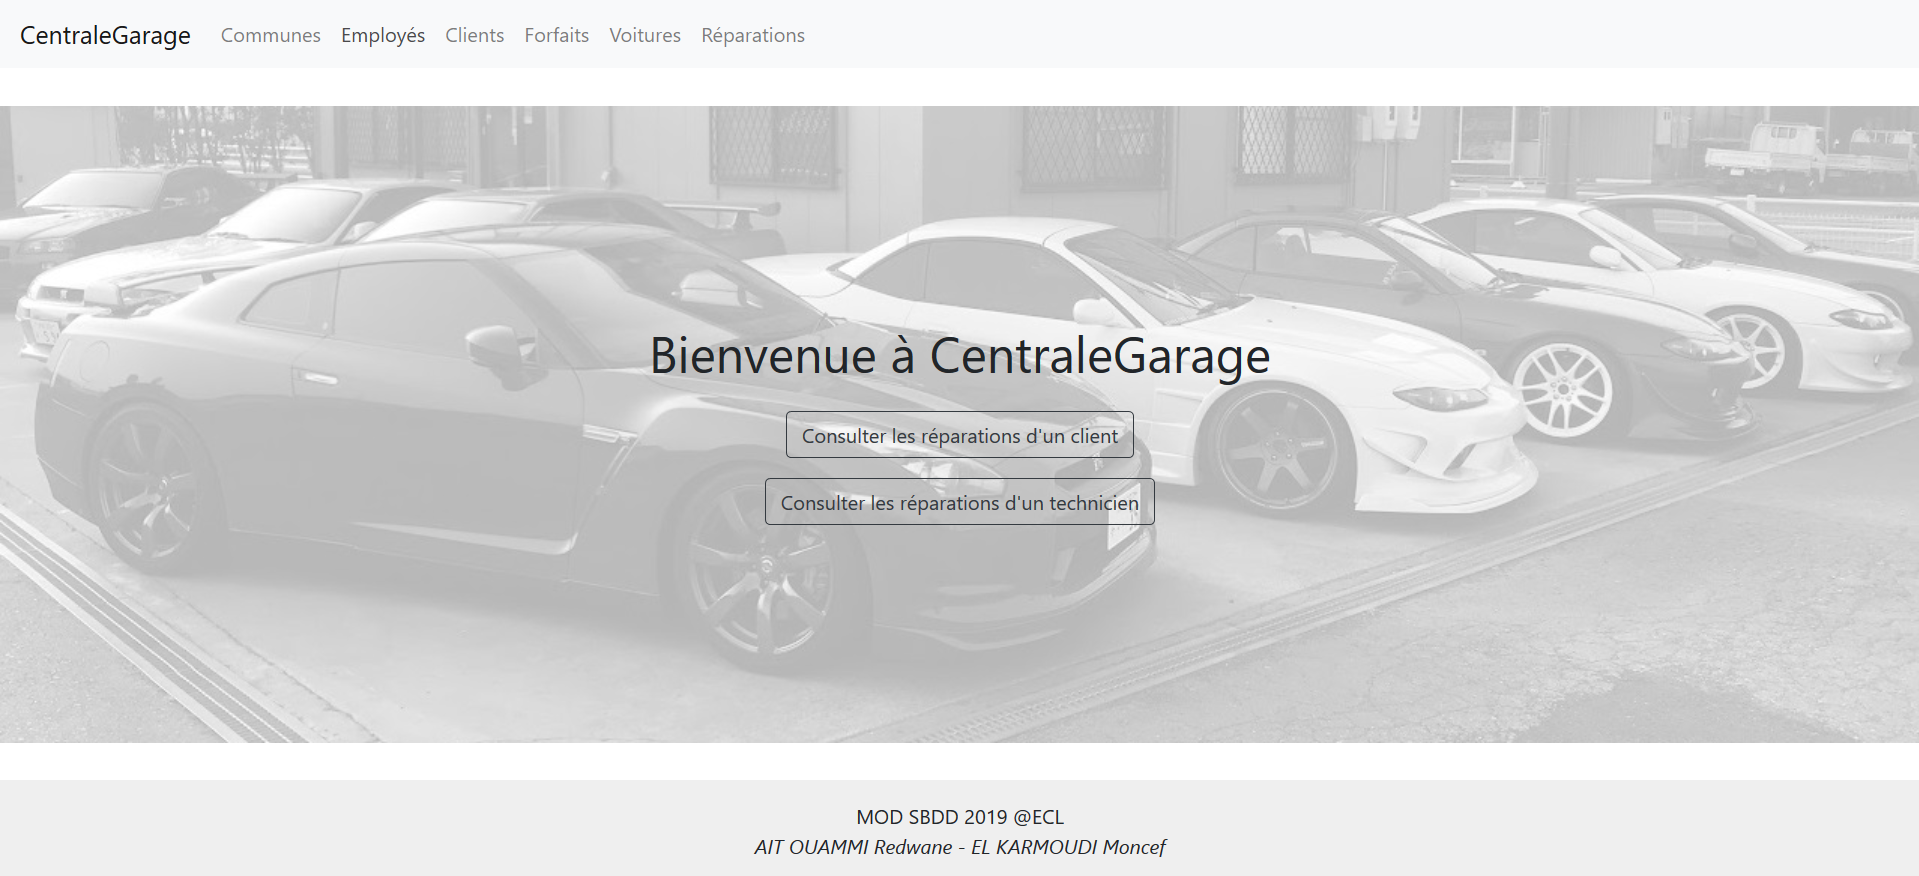 CentraleGarage Communes Employés Clients Forfaits Voitures Réparations
Bienvenue à CentraleGarage
Consulter les réparations d'un client
Consulter les réparations d'un technicien
MOD SBDD 2019 @ECL
AIT OUAMMI Redwane - EL KARMOUDI Moncef